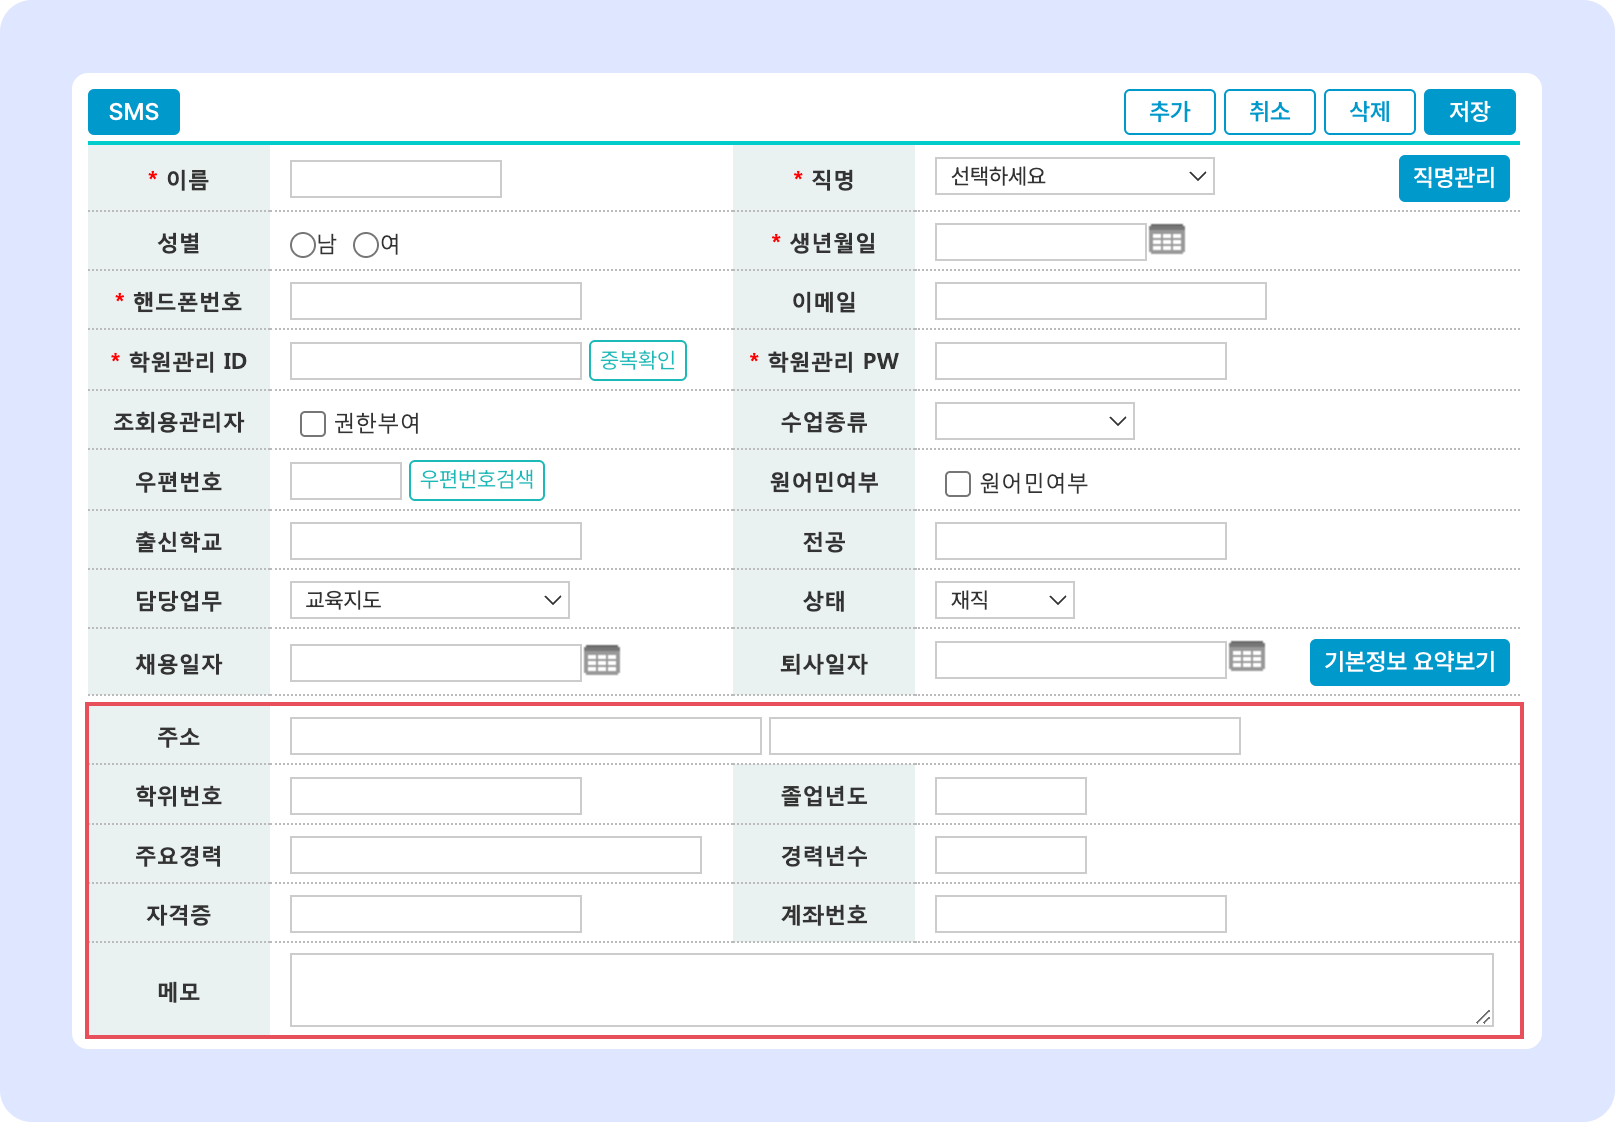 SMS 추가 취소 삭제 저장
* 이름 * 직명 선택하세요 직명관리
성별 남 여 * 생년월일
* 핸드폰번호 이메일
* 학원관리 ID 중복확인 * 학원관리 PW
조회용관리자 권한부여 수업종류
우편번호 우편번호검색 원어민여부 원어민여부
출신학교 전공
담당업무 교육지도 상태 재직
채용일자 퇴사일자 기본정보 요약보기
주소
학위번호 졸업년도
주요경력 경력년수
자격증 계좌번호
메모